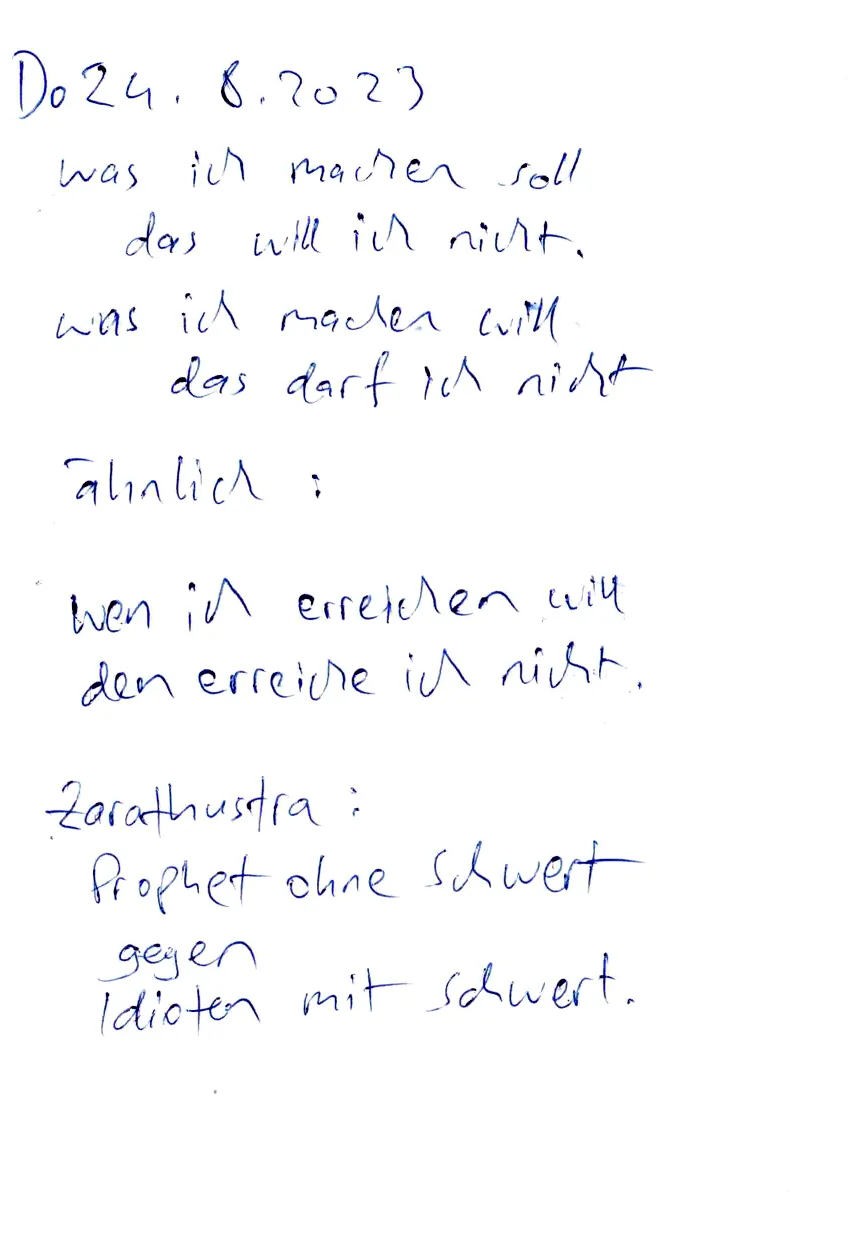 Do 24. 8. 2023
was ich machen soll
das will ich nicht.
was ich machen will
das darf ich nicht
ähnlich :
wen ich erreichen will
den erreiche ich nicht.
Zarathustra :
Prophet ohne Schwert
gegen
Idioten mit schwert.